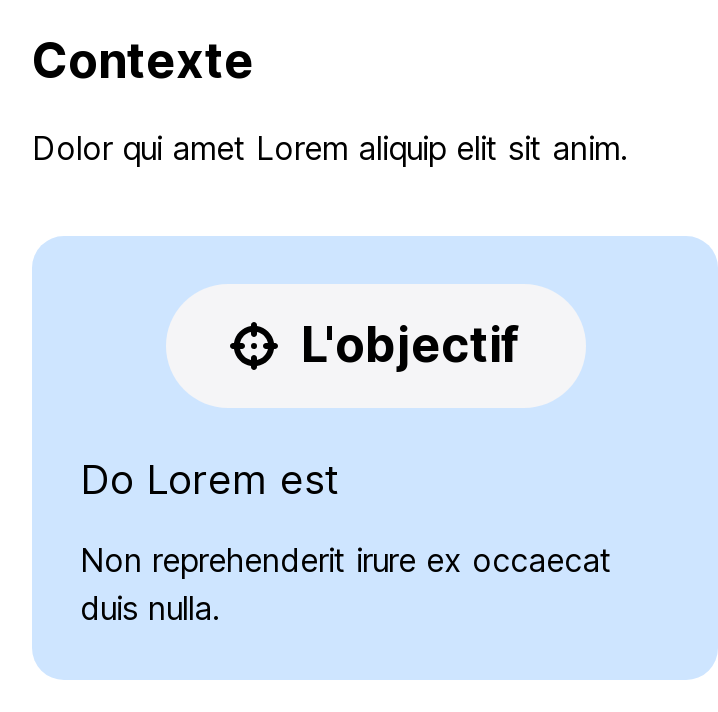 Contexte
Dolor qui amet Lorem aliquip elit sit anim.
L'objectif
Do Lorem est
Non reprehenderit irure ex occaecat
duis nulla.